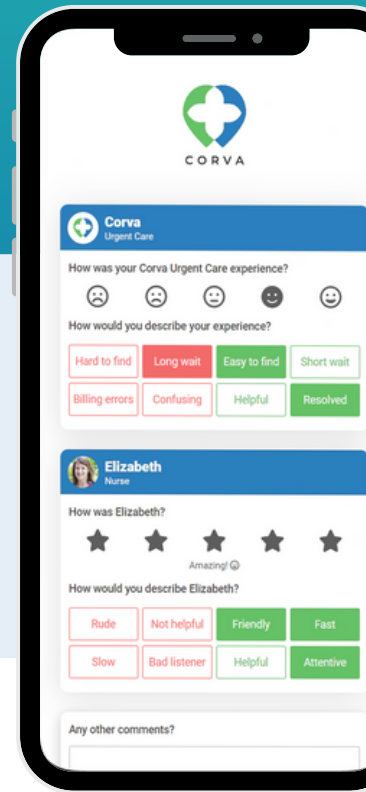 CORVA
Corva
Urgent Care
How was your Corva Urgent Care experience?
How would you describe your experience?
Hard to find Long wait Easy to find Short wait
Billing errors Confusing Helpful Resolved
Elizabeth
Nurse
How was Elizabeth?
Amazing!
How would you describe Elizabeth?
Rude Not helpful Friendly Fast
Slow Bad listener Helpful Attentive
Any other comments?